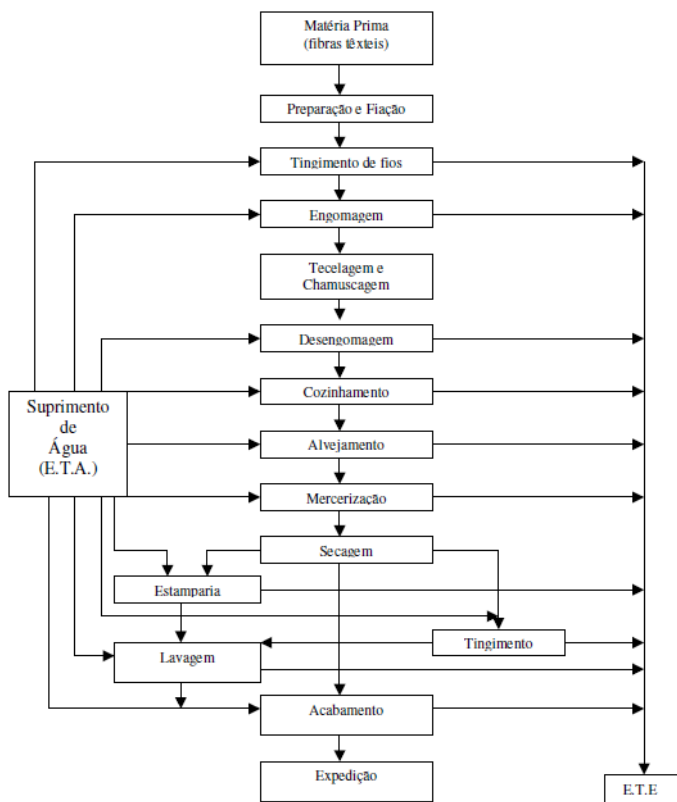 Matéria Prima
(fibras têxteis)
Preparação e Fiação
Tingimento de fios
Engomagem
Tecelagem e
Chamuscagem
Desengomagem
Cozinhamento
Suprimento
de
Água
(E.T.A.)
Alvejamento
Mercerização
Secagem
Estamparia
Tingimento
Lavagem
Acabamento
Expedição
E.T.E